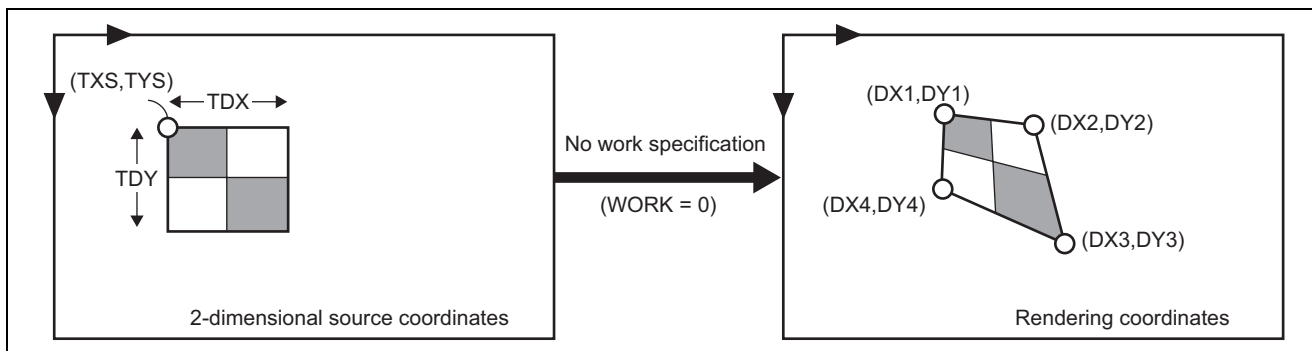 (TXS,TYS)
TDX
TDY
2-dimensional source coordinates
No work specification
(WORK = 0)
(DX1,DY1)
(DX2,DY2)
(DX4,DY4)
(DX3,DY3)
Rendering coordinates